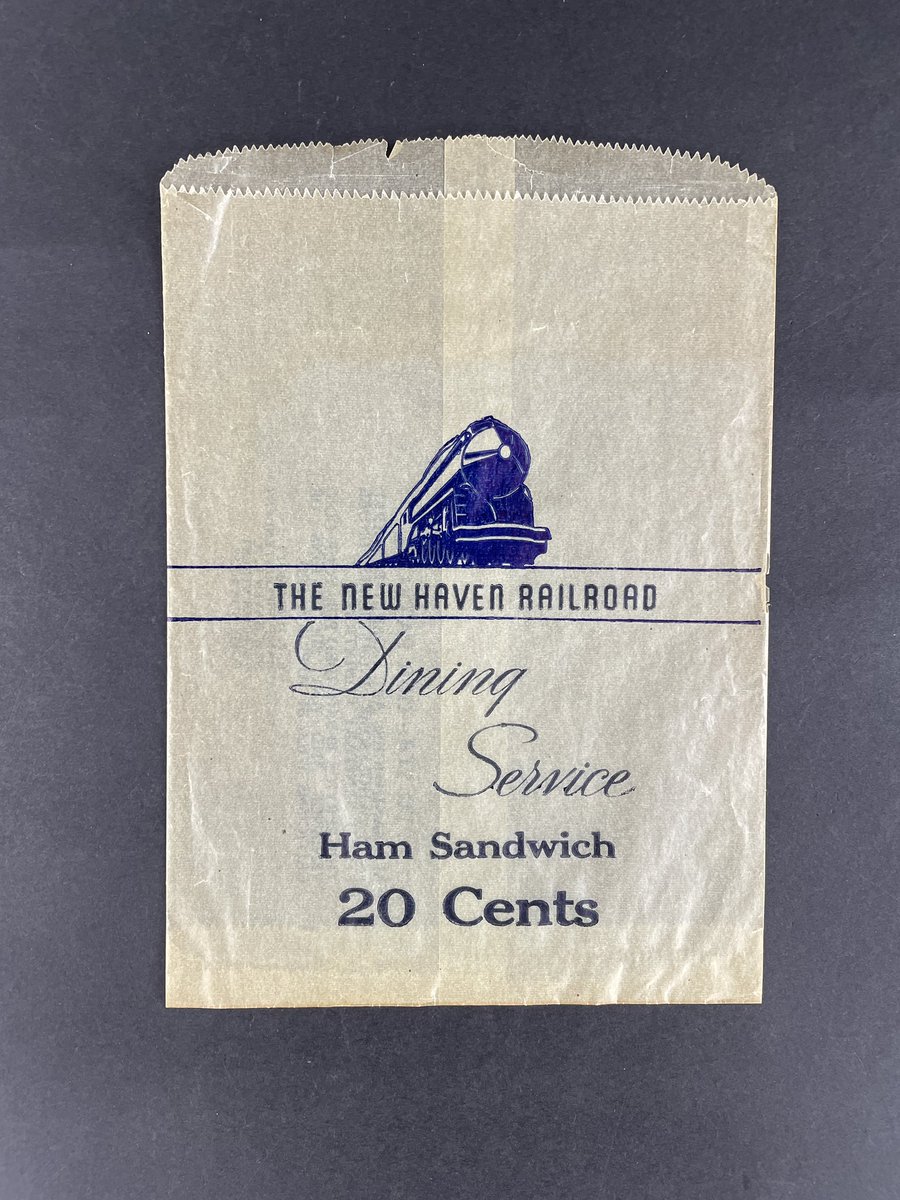 THE NEW HAVEN RAILROAD
Dining
Service
Ham Sandwich
20 Cents